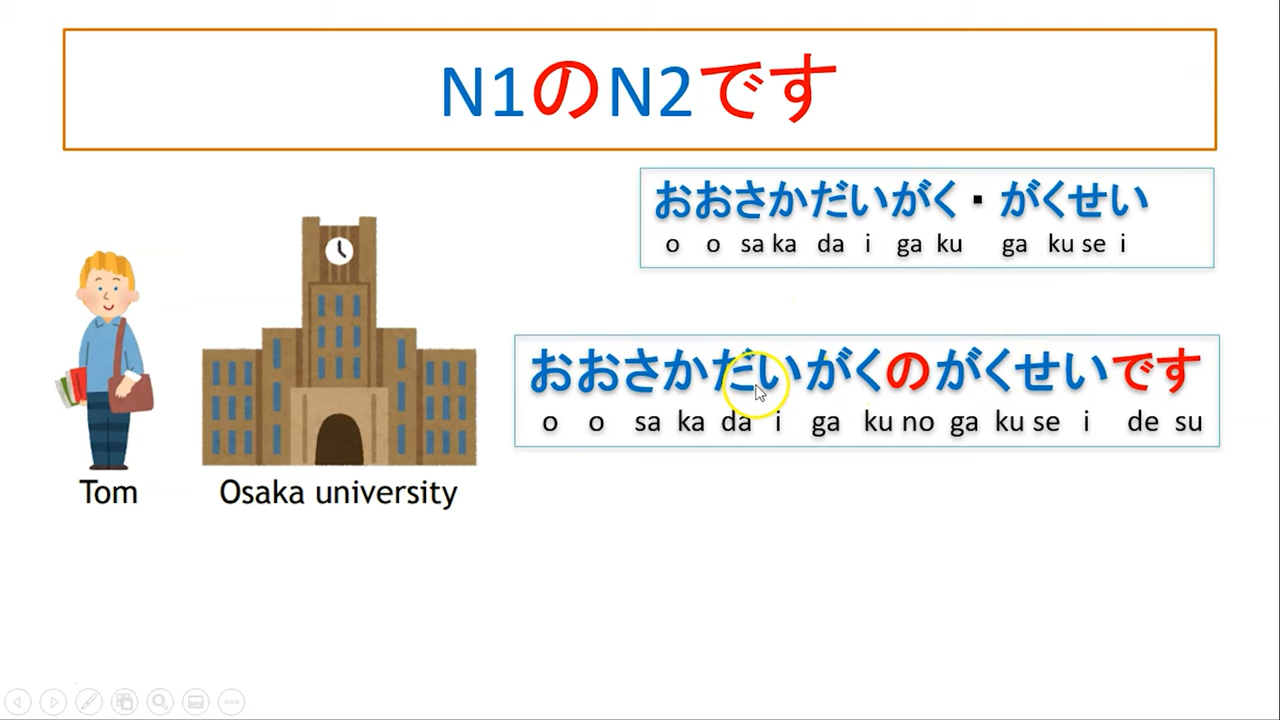 N1のN2です
おおさかだいがく・がくせい
o o sa ka da i ga ku ga ku se i
おおさかだいがくのがくせいです
o o sa ka da i ga ku no ga ku se i de su
Tom
Osaka university